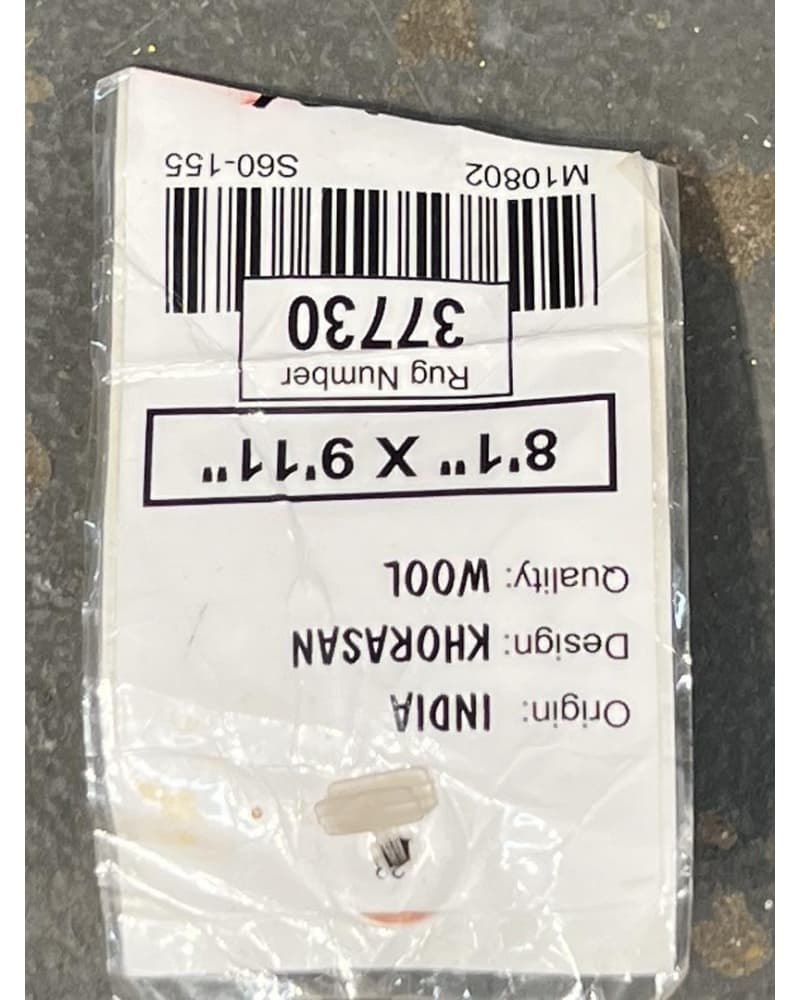 Origin: INDIA
Design: KHORASAN
Quality: WOOL
8'1" X 9'11"
Rug Number
37730
M10802 S60-155